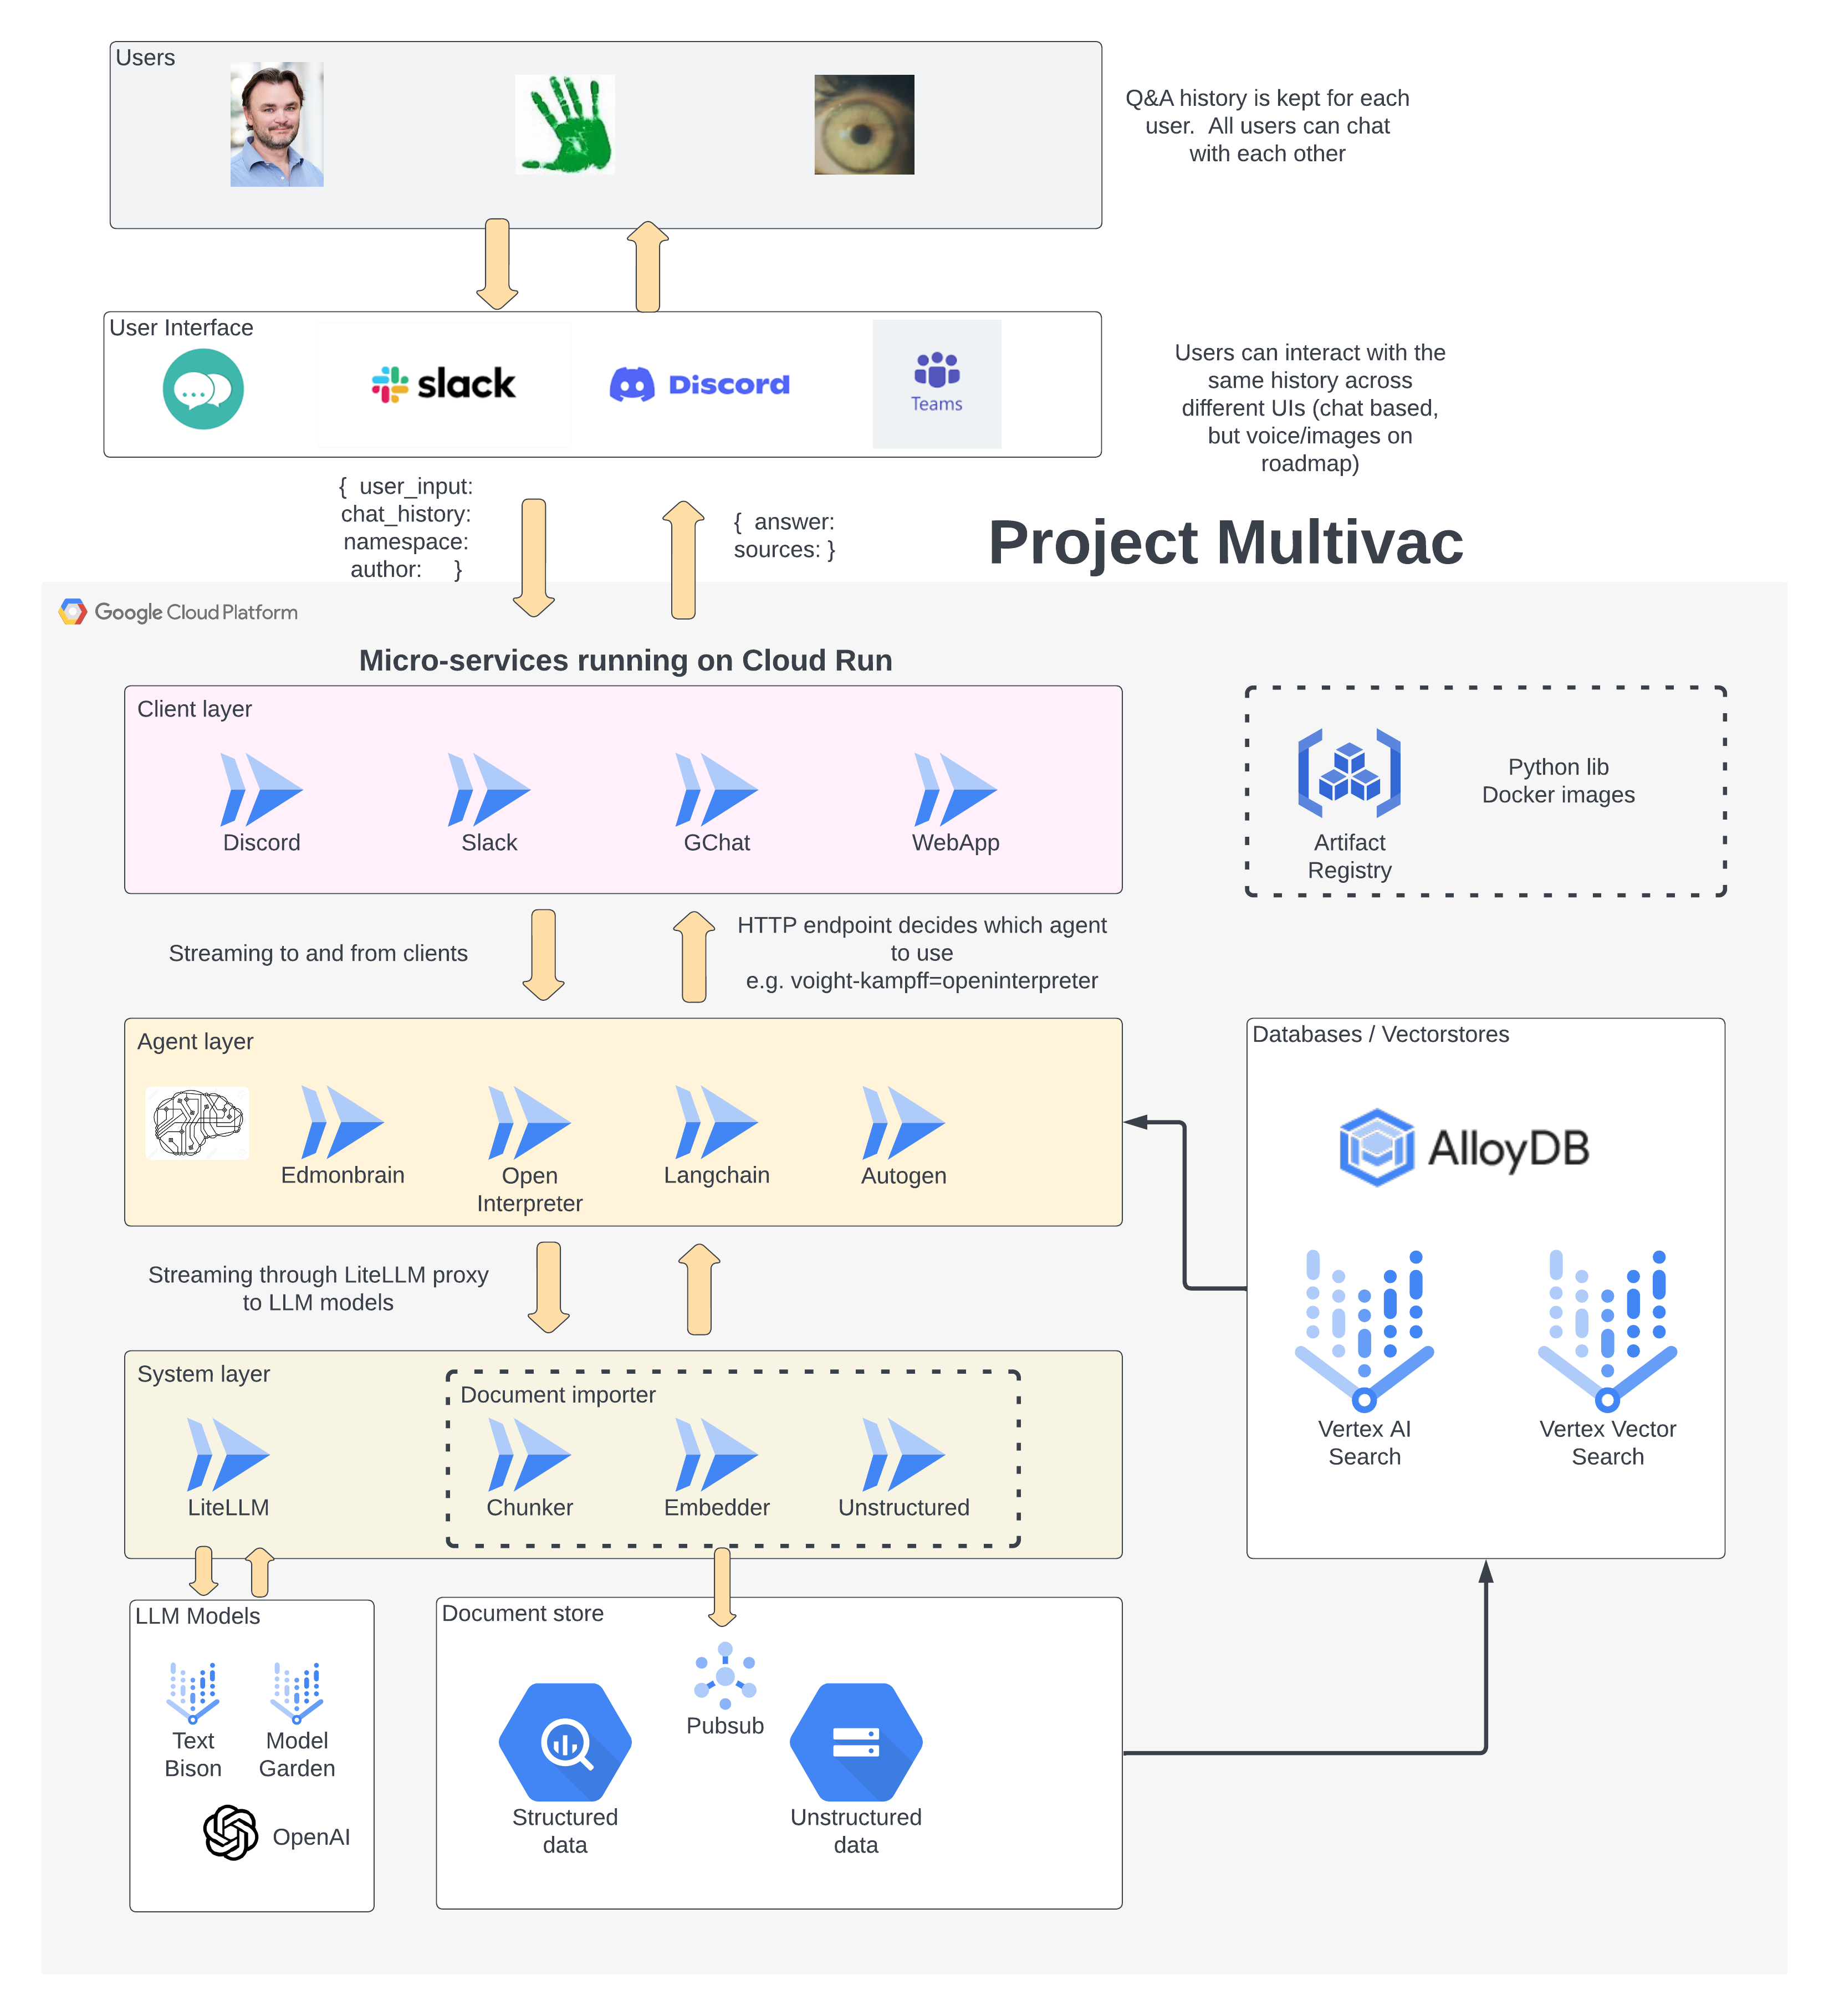 Users
Q&A history is kept for each
user.  All users can chat
with each other
User Interface
slack
Discord
Teams
Users can interact with the
same history across
different UIs (chat based,
but voice/images on
roadmap)
{  user_input:
chat_history:
namespace:
author:     }
{  answer:
sources: }
Project Multivac
Google Cloud Platform
Micro-services running on Cloud Run
Client layer
Discord
Slack
GChat
WebApp
Artifact
Registry
Python lib
Docker images
Streaming to and from clients
HTTP endpoint decides which agent
to use
e.g. voight-kampff=openinterpreter
Agent layer
Edmonbrain
Open
Interpreter
Langchain
Autogen
Databases / Vectorstores
AlloyDB
Vertex AI
Search
Vertex Vector
Search
Streaming through LiteLLM proxy
to LLM models
System layer
LiteLLM
Document importer
Chunker
Embedder
Unstructured
LLM Models
Text
Bison
Model
Garden
OpenAI
Document store
Pubsub
Structured
data
Unstructured
data